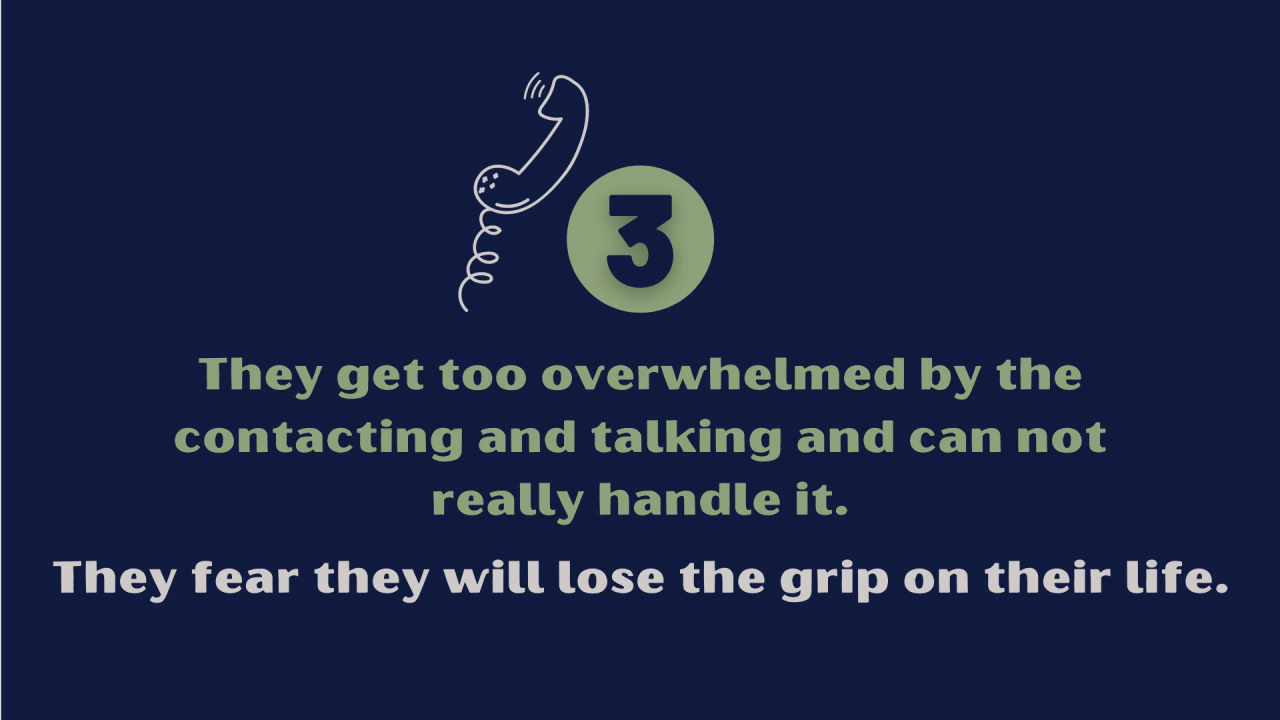 3
They get too overwhelmed by the
contacting and talking and can not
really handle it.
They fear they will lose the grip on their life.